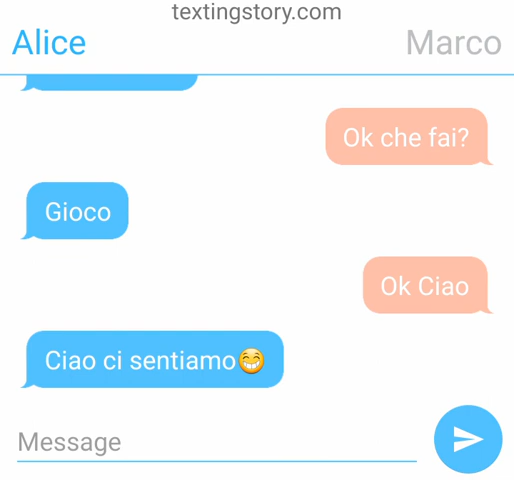 textingstory.com
Alice Marco
Ok che fai?
Gioco
Ok Ciao
Ciao ci sentiamo😁
Message